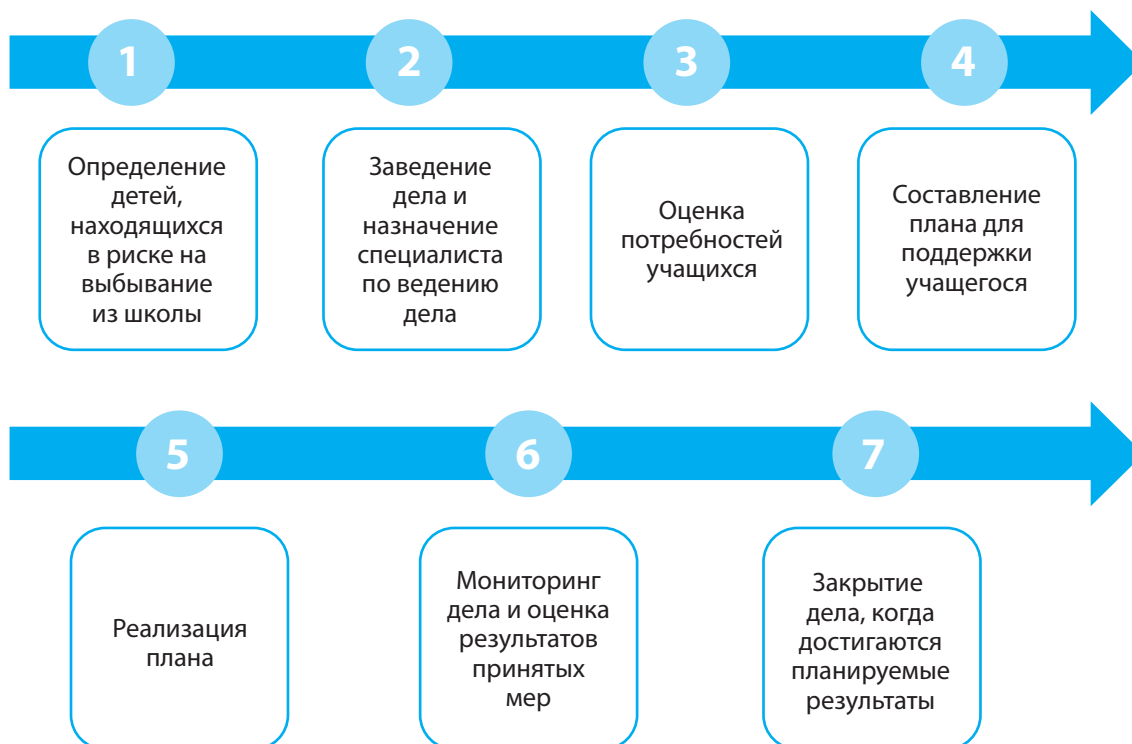 1
2
3
4
Определение
детей,
находящихся
в риске на
выбывание
из школы
Заведение
дела и
назначение
специалиста
по ведению
дела
Оценка
потребностей
учащихся
Составление
плана для
поддержки
учащегося
5
6
7
Реализация
плана
Мониторинг
дела и оценка
результатов
принятых
мер
Закрытие
дела, когда
достигаются
планируемые
результаты